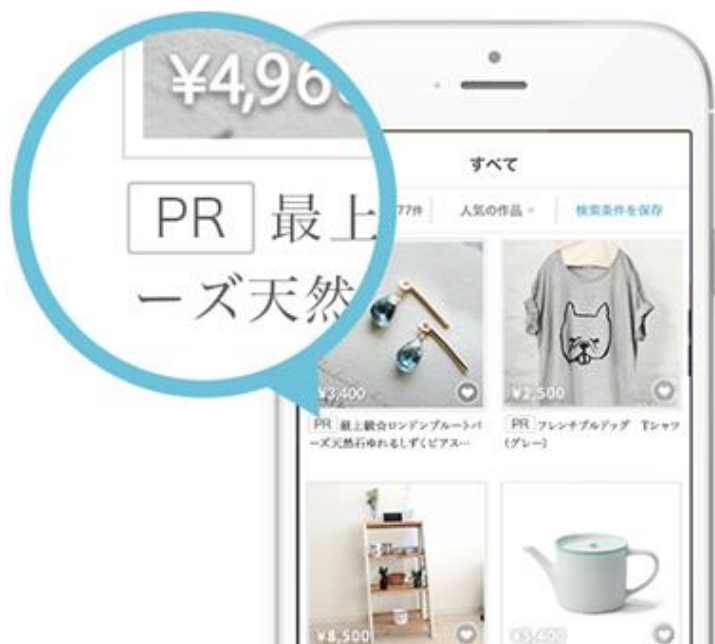 ¥4,96
PR 最上
ーズ天然
すべて
77件
人気の作品
検索条件を保存
¥3,400
¥2,500
PR 最上級合ロンドンブルートパ
ーズ天然石ゆれるしずくピアス…
PR フレンチブルドッグ Tシャツ
(グレー)
¥8,500
¥5,400